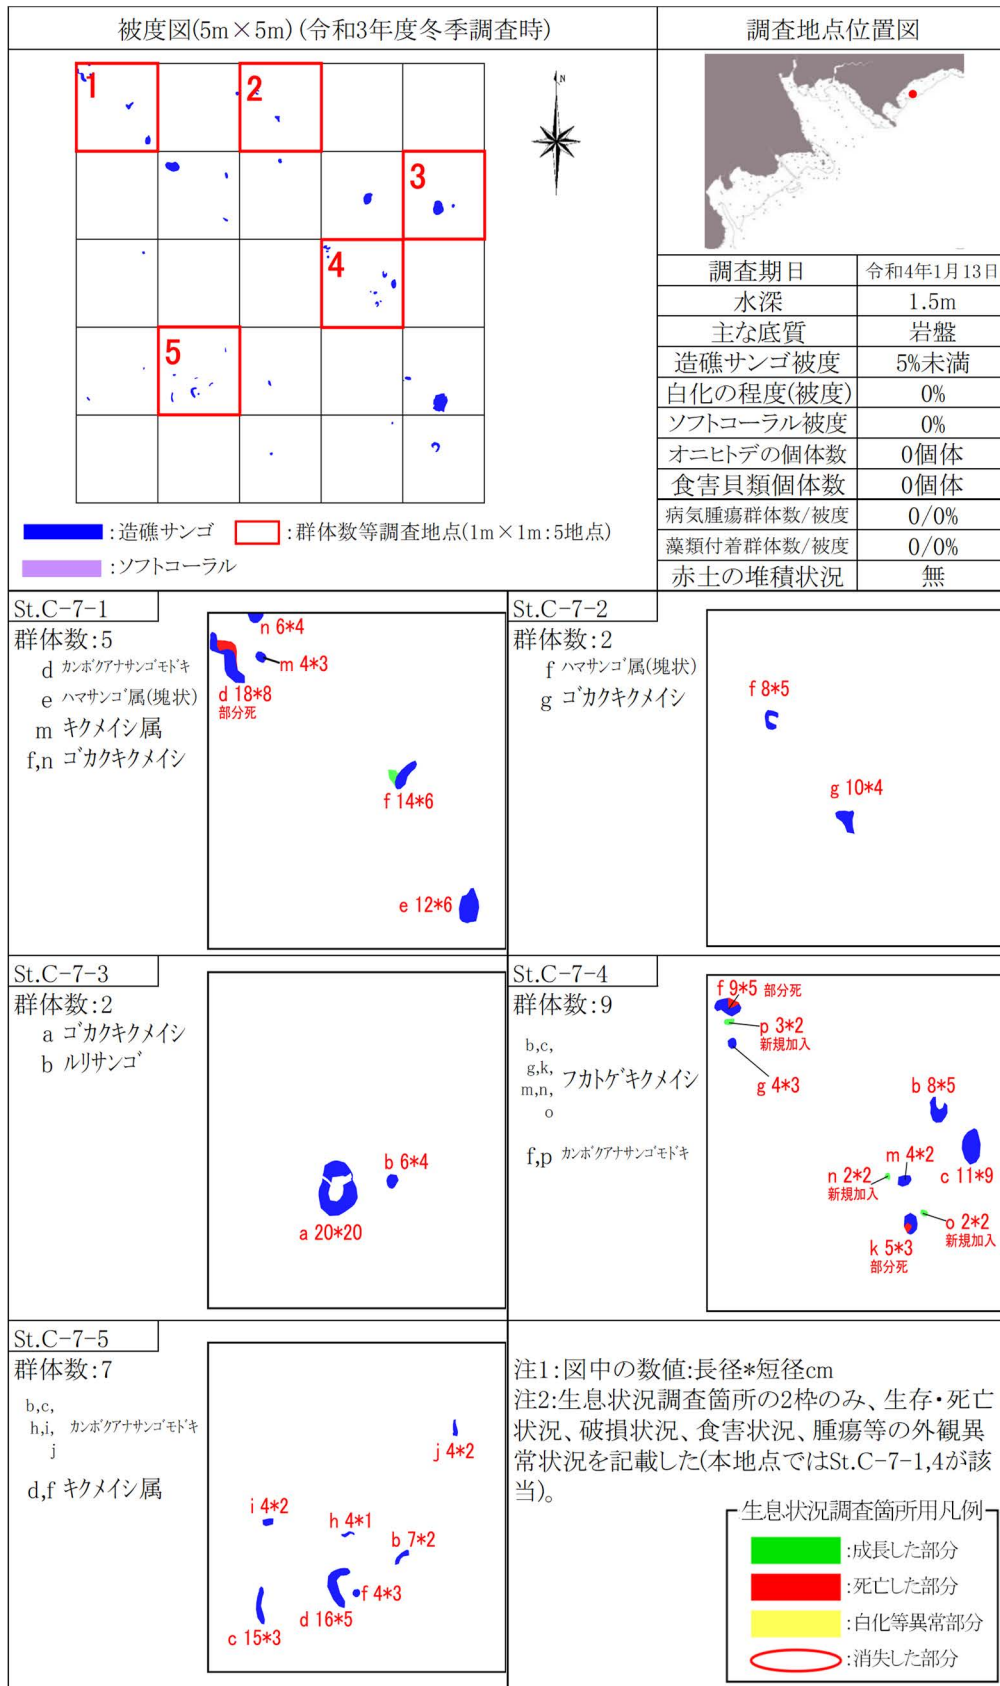 被度図(5m×5m)(令和3年度冬季調査時)
調査地点位置図
1
2
3
4
5
N
:造礁サンゴ
:群体数等調査地点(1m×1m:5地点)
:ソフトコーラル
調査期日 令和4年1月13日
水深 1.5m
主な底質 岩盤
造礁サンゴ被度 5%未満
白化の程度(被度) 0%
ソフトコーラル被度 0%
オニヒトデの個体数 0個体
食害貝類個体数 0個体
病気腫瘍群体数/被度 0/0%
藻類付着群体数/被度 0/0%
赤土の堆積状況 無
St.C-7-1
群体数:5
d カンボクアナサンゴモドキ
e ハマサンゴ属(塊状)
m キクメイシ属
f,n ゴカクキクメイシ
n 6*4
m 4*3
d 18*8
部分死
f 14*6
e 12*6
St.C-7-2
群体数:2
f ハマサンゴ属(塊状)
g ゴカクキクメイシ
f 8*5
g 10*4
St.C-7-3
群体数:2
a ゴカクキクメイシ
b ルリサンゴ
b 6*4
a 20*20
St.C-7-4
群体数:9
b,c,
g,k,
m,n,
o
フカトゲキクメイシ
f,p カンボクアナサンゴモドキ
f 9*5 部分死
p 3*2
新規加入
g 4*3
b 8*5
m 4*2
n 2*2
新規加入
c 11*9
o 2*2
新規加入
k 5*3
部分死
St.C-7-5
群体数:7
b,c,
h,i,
j
カンボクアナサンゴモドキ
d,f キクメイシ属
j 4*2
i 4*2
h 4*1
b 7*2
f 4*3
d 16*5
c 15*3
注1:図中の数値:長径*短径cm
注2:生息状況調査箇所の2枠のみ、生存・死亡
状況、破損状況、食害状況、腫瘍等の外観異
常状況を記載した(本地点ではSt.C-7-1,4が該
当)。
生息状況調査箇所用凡例
:成長した部分
:死亡した部分
:白化等異常部分
:消失した部分